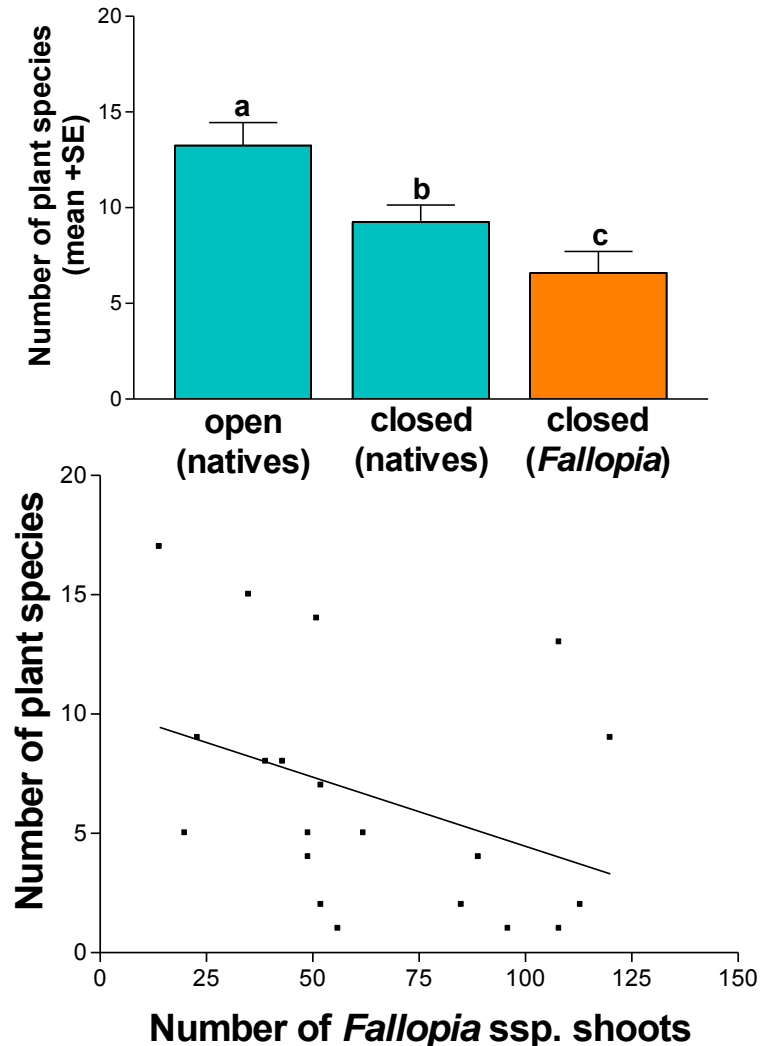 Number of plant species
(mean +SE)
20
15
10
5
0
a
b
c
open
(natives)
closed
(natives)
closed
(Fallopia)
Number of plant species
20
15
10
5
0
0 25 50 75 100 125 150
Number of Fallopia ssp. shoots